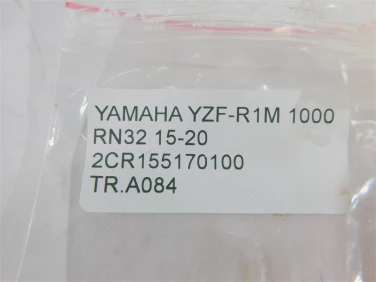 YAMAHA YZF-R1M 1000
RN32 15-20
2CR155170100
TR.A084